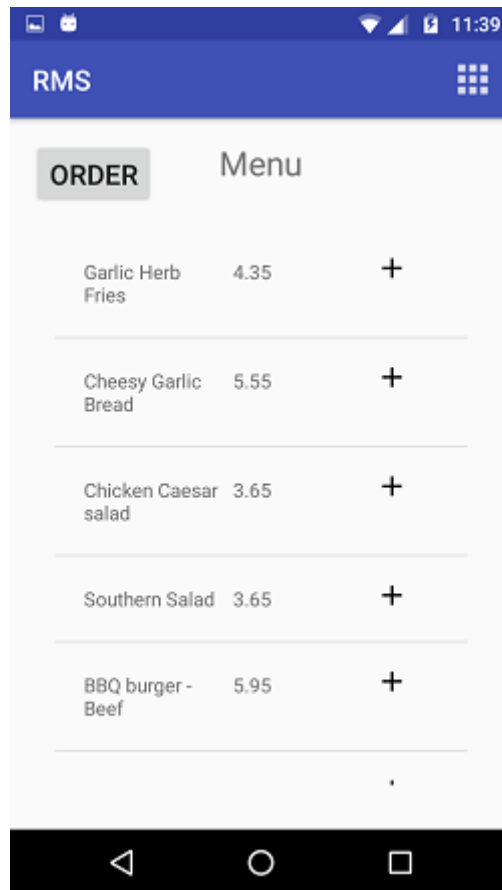 11:39
RMS
ORDER
Menu
Garlic Herb
Fries
4.35
+
Cheesy Garlic
Bread
5.55
+
Chicken Caesar
salad
3.65
+
Southern Salad
3.65
+
BBQ burger -
Beef
5.95
+